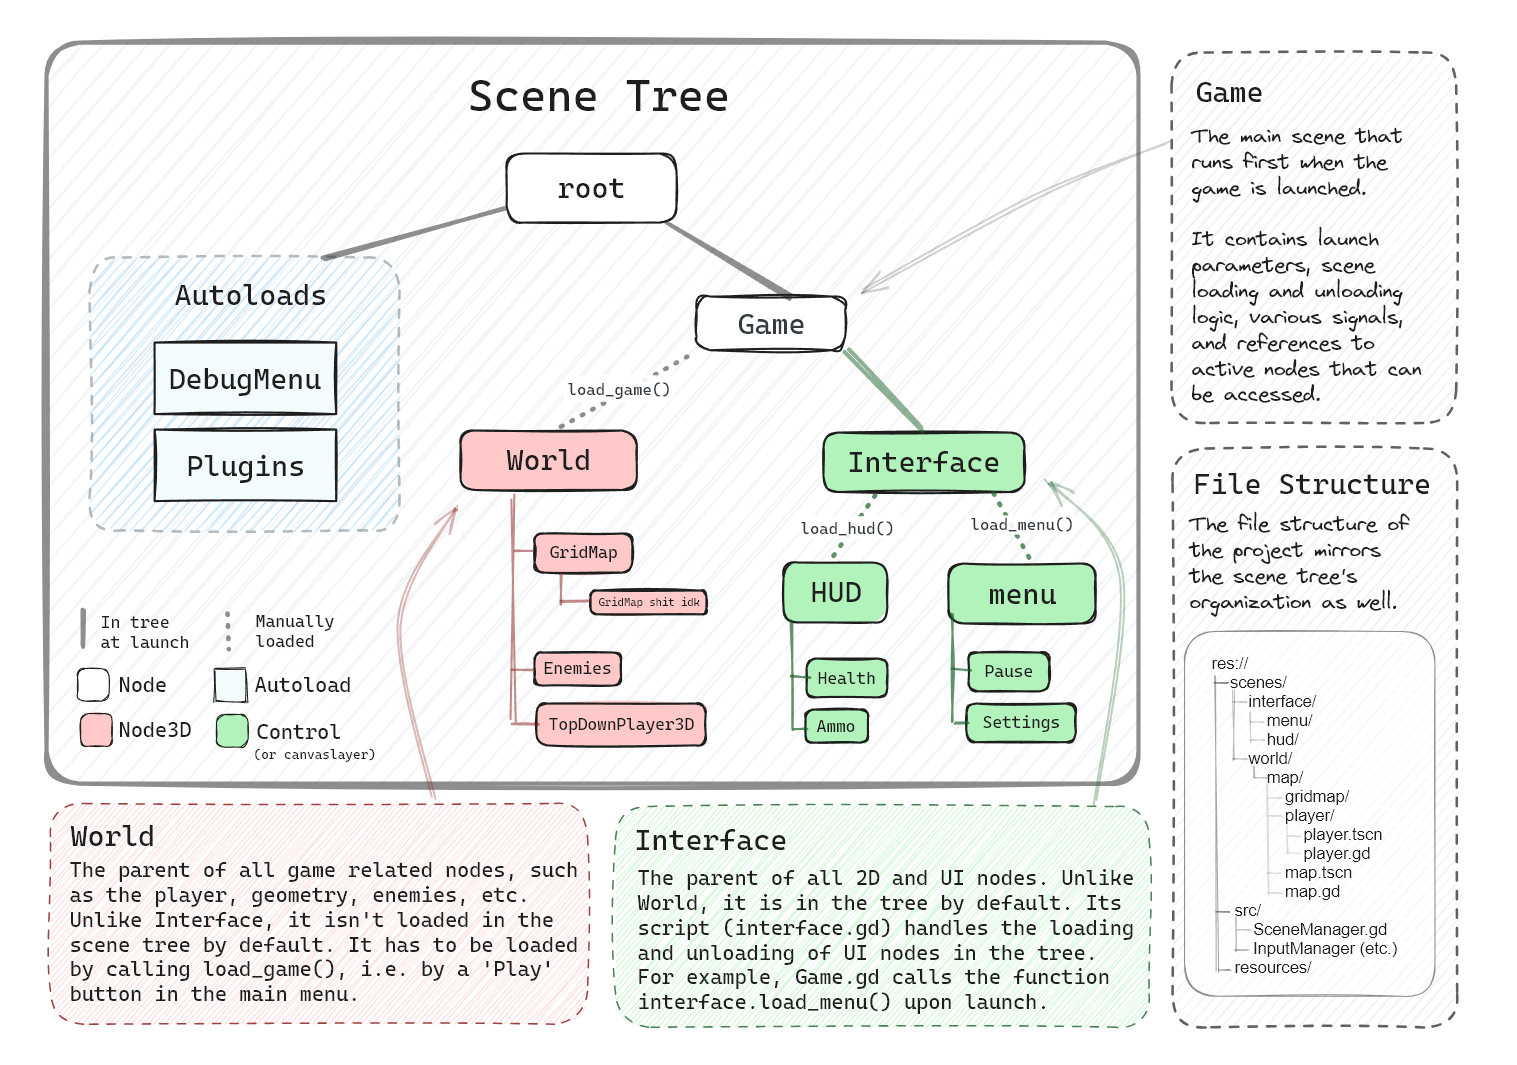 Scene Tree
root
Autoloads
DebugMenu
Plugins
Game
load_game()
World
Interface
load_hud()
load_menu()
GridMap
GridMap shit idk
Enemies
TopDownPlayer3D
HUD
Health
Ammo
menu
Pause
Settings
In tree
at launch
Manually
loaded
Node
Autoload
Node3D
Control
(or canvaslayer)
World
The parent of all game related nodes, such
as the player, geometry, enemies, etc.
Unlike Interface, it isn't loaded in the
scene tree by default. It has to be loaded
by calling load_game(), i.e. by a 'Play'
button in the main menu.
Interface
The parent of all 2D and UI nodes. Unlike
World, it is in the tree by default. Its
script (interface.gd) handles the loading
and unloading of UI nodes in the tree.
For example, Game.gd calls the function
interface.load_menu() upon launch.
Game
The main scene that
runs first when the
game is launched.
It contains launch
parameters, scene
loading and unloading
logic, various signals,
and references to
active nodes that can
be accessed.
File Structure
The file structure of
the project mirrors
the scene tree's
organization as well.
res://
scenes/
interface/
menu/
hud/
world/
map/
gridmap/
player/
player.tscn
player.gd
map.tscn
map.gd
src/
SceneManager.gd
InputManager (etc.)
resources/